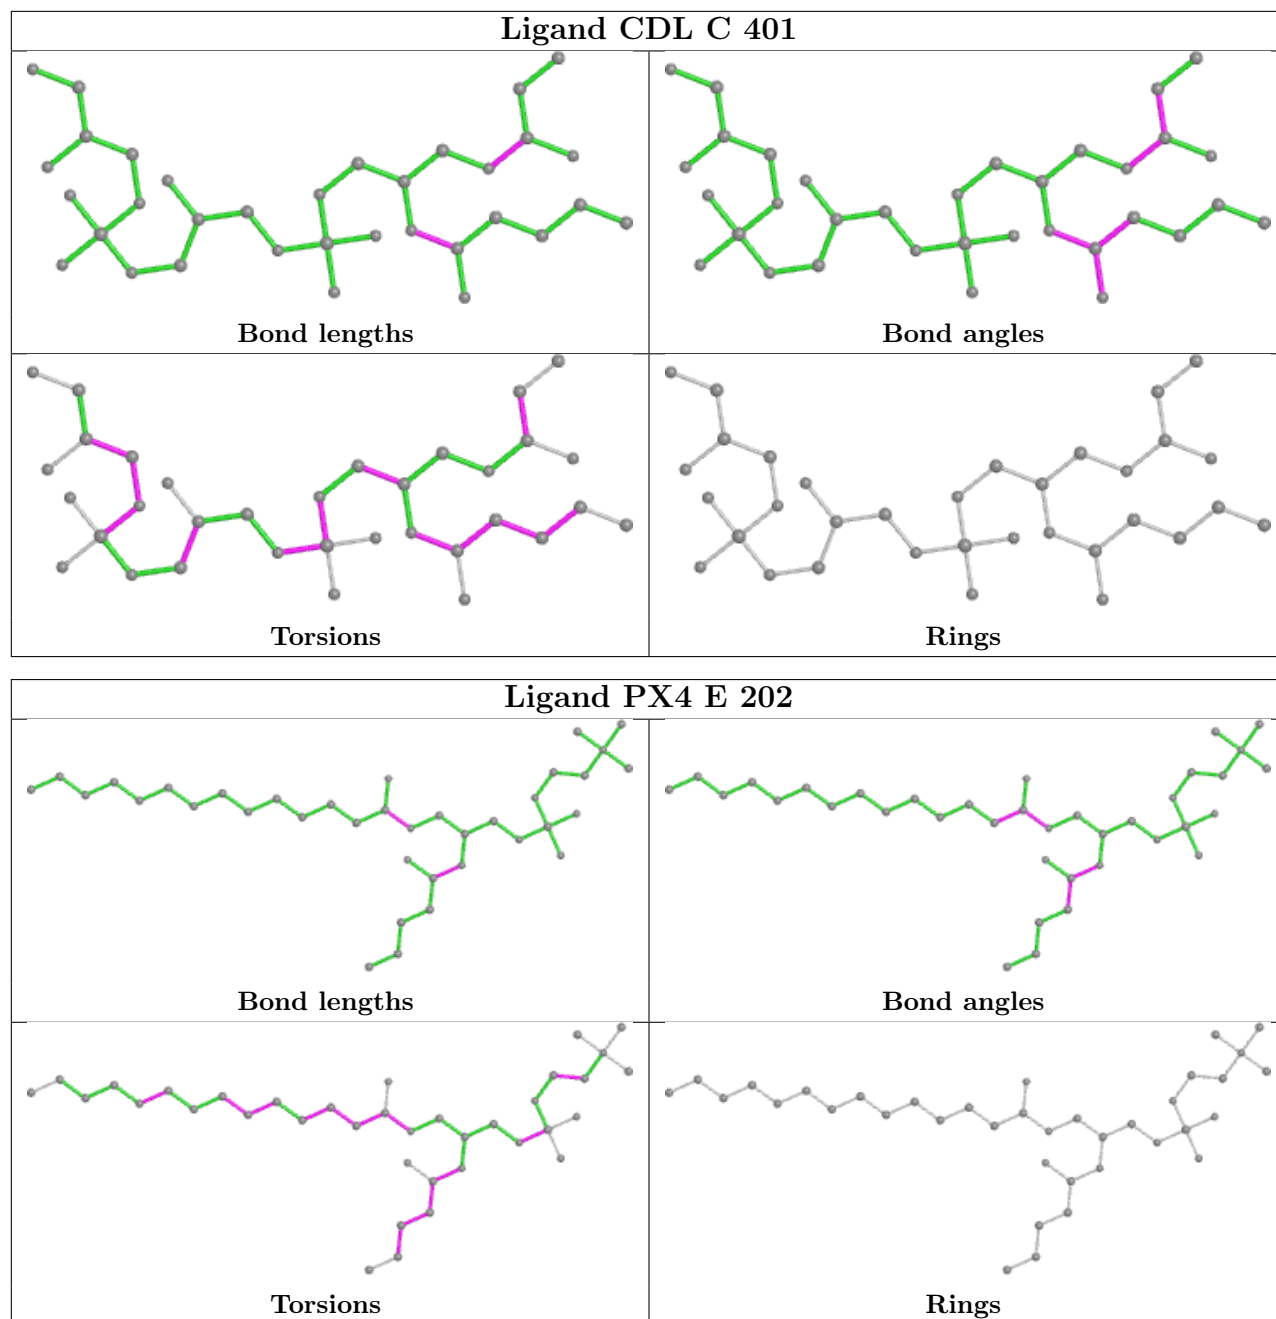 Ligand CDL C 401
Bond lengths
Bond angles
Torsions
Rings
Ligand PX4 E 202
Bond lengths
Bond angles
Torsions
Rings